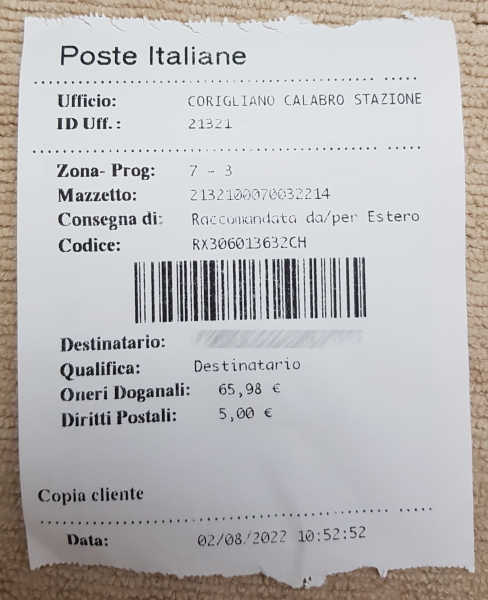 Poste Italiane
Ufficio: CORIGLIANO CALABRO STAZIONE
ID Uff. : 21321
Zona- Prog: 7 - 3
Mazzetto: 2132100070032214
Consegna di: Raccomandata da/per Estero
Codice: RX306013632CH
Destinatario:
Qualifica: Destinatario
Oneri Doganali: 65,98 €
Diritti Postali: 5,00 €
Copia cliente
Data: 02/08/2022 10:52:52